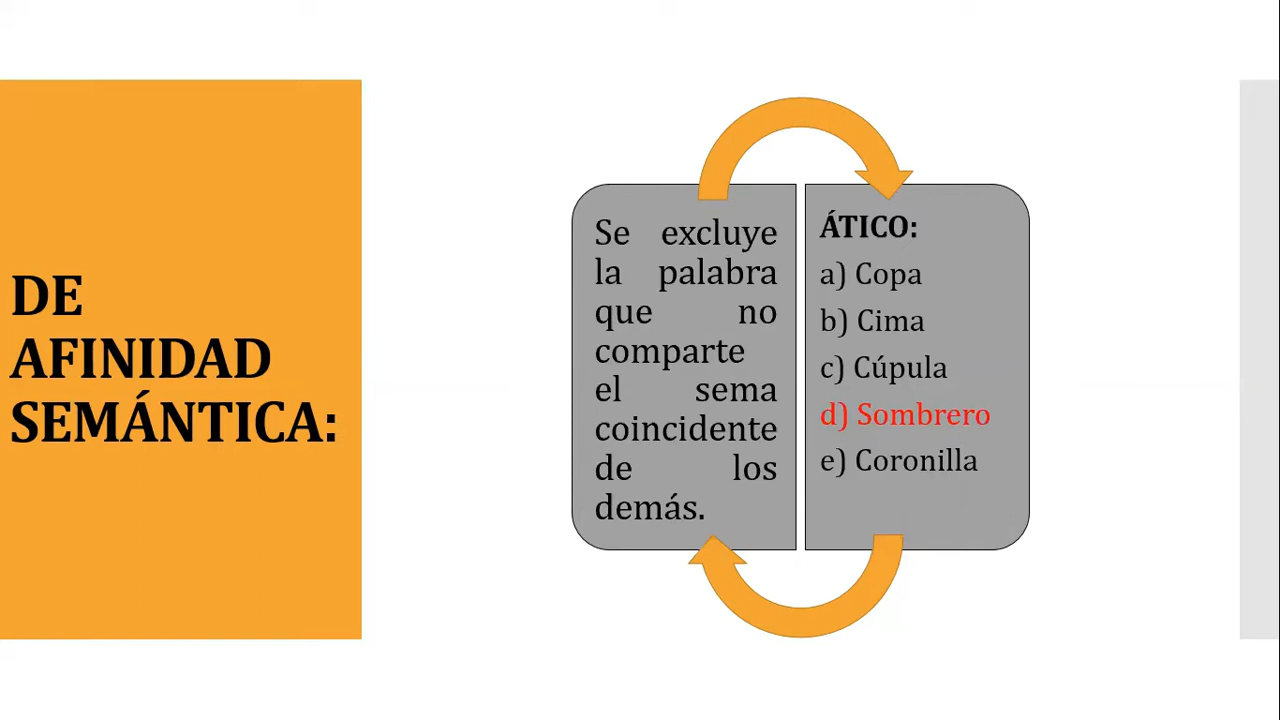 DE
AFINIDAD
SEMÁNTICA:
Se excluye
la palabra
que no
comparte
el sema
coincidente
de los
demás.
ÁTICO:
a) Copa
b) Cima
c) Cúpula
d) Sombrero
e) Coronilla